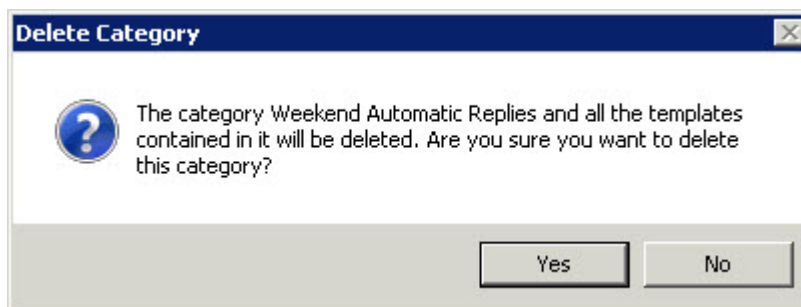 Delete Category
The category Weekend Automatic Replies and all the templates
contained in it will be deleted. Are you sure you want to delete
this category?
Yes
No